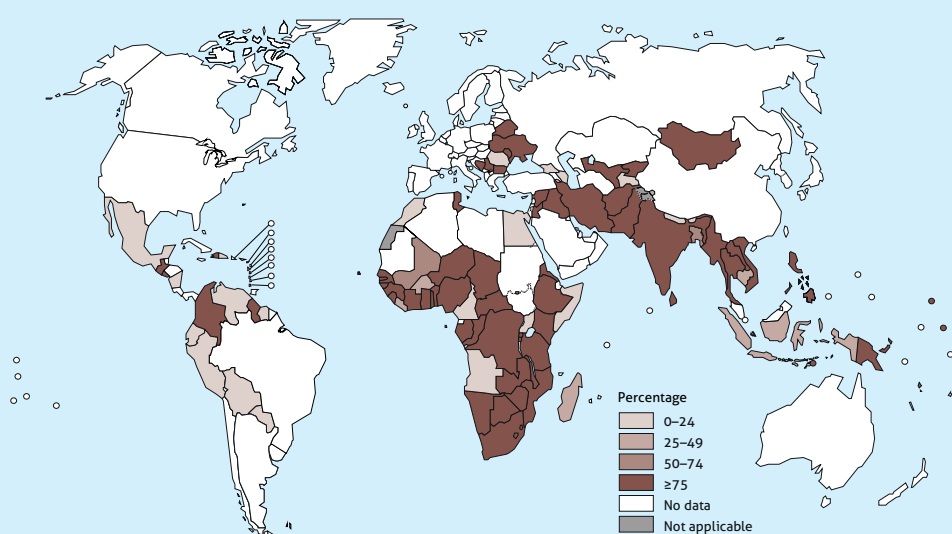 Percentage
0–24
25–49
50–74
≥75
No data
Not applicable